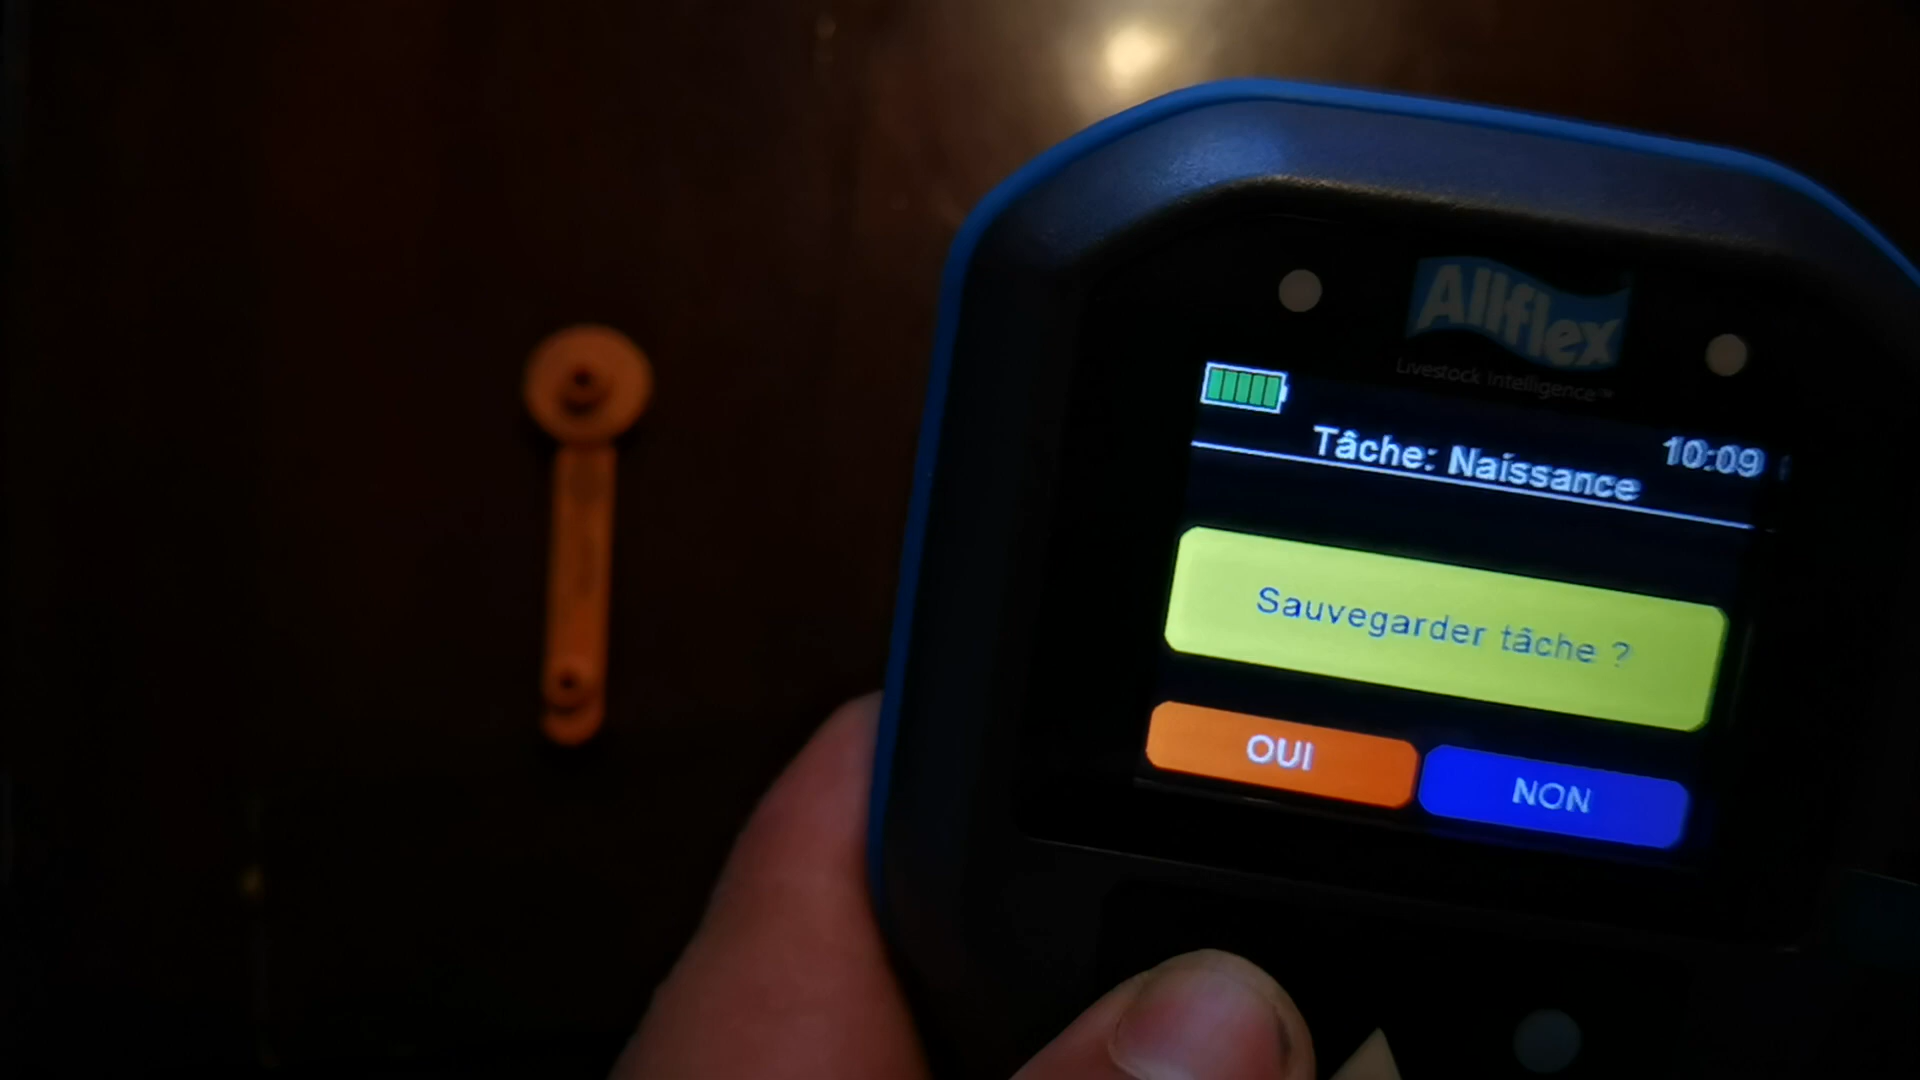 Allflex
Livestock Intelligence™
10:09
Tâche: Naissance
Sauvegarder tâche ?
OUI
NON